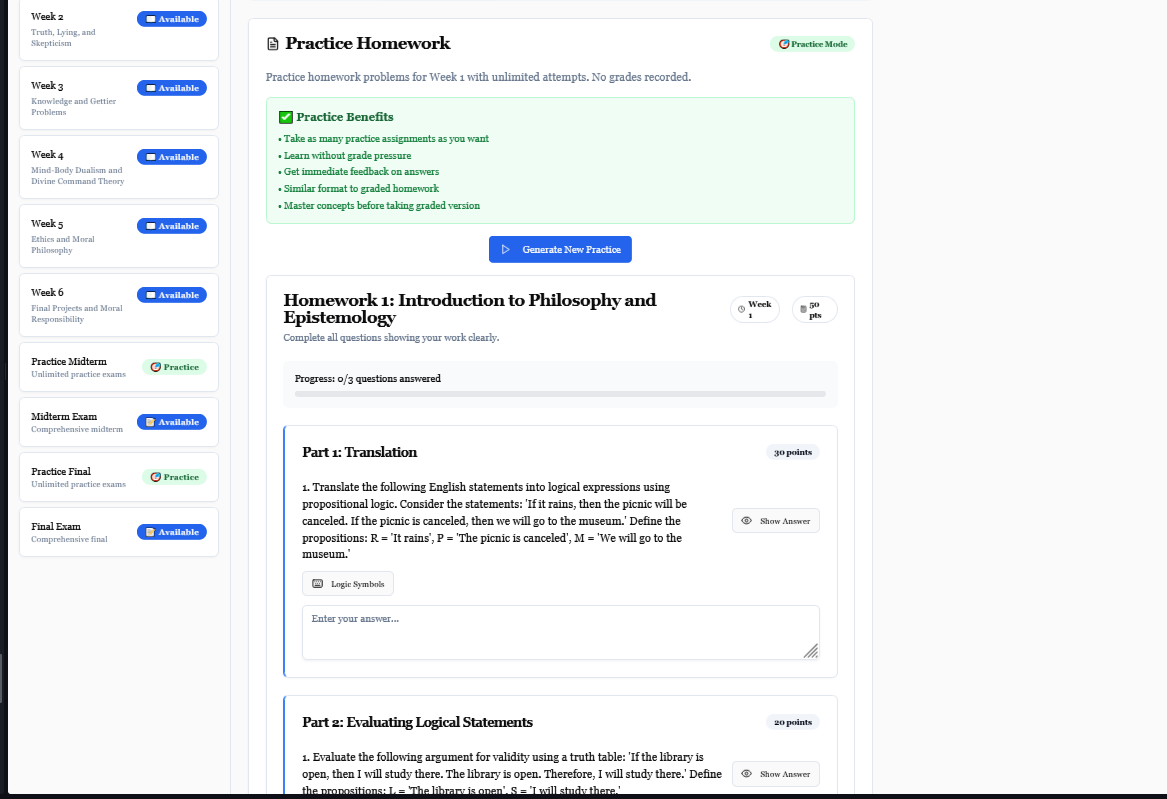 Week 2
Available
Truth, Lying, and
Skepticism
Week 3
Available
Knowledge and Gettier
Problems
Week 4
Available
Mind-Body Dualism and
Divine Command Theory
Week 5
Available
Ethics and Moral
Philosophy
Week 6
Available
Final Projects and Moral
Responsibility
Practice Midterm
Practice
Unlimited practice exams
Midterm Exam
Available
Comprehensive midterm
Practice Final
Practice
Unlimited practice exams
Final Exam
Available
Comprehensive final
Practice Homework
Practice Mode
Practice homework problems for Week 1 with unlimited attempts. No grades recorded.
Practice Benefits
• Take as many practice assignments as you want
• Learn without grade pressure
• Get immediate feedback on answers
• Similar format to graded homework
• Master concepts before taking graded version
Generate New Practice
Homework 1: Introduction to Philosophy and
Epistemology
Week
1
50
pts
Complete all questions showing your work clearly.
Progress: 0/3 questions answered
Part 1: Translation
30 points
1. Translate the following English statements into logical expressions using
propositional logic. Consider the statements: 'If it rains, then the picnic will be
canceled. If the picnic is canceled, then we will go to the museum.' Define the
propositions: R = 'It rains', P = 'The picnic is canceled', M = 'We will go to the
museum.'
Show Answer
Logic Symbols
Enter your answer...
Part 2: Evaluating Logical Statements
20 points
1. Evaluate the following argument for validity using a truth table: 'If the library is
open, then I will study there. The library is open. Therefore, I will study there.' Define
the propositions: L = 'The library is open', S = 'I will study there.'
Show Answer